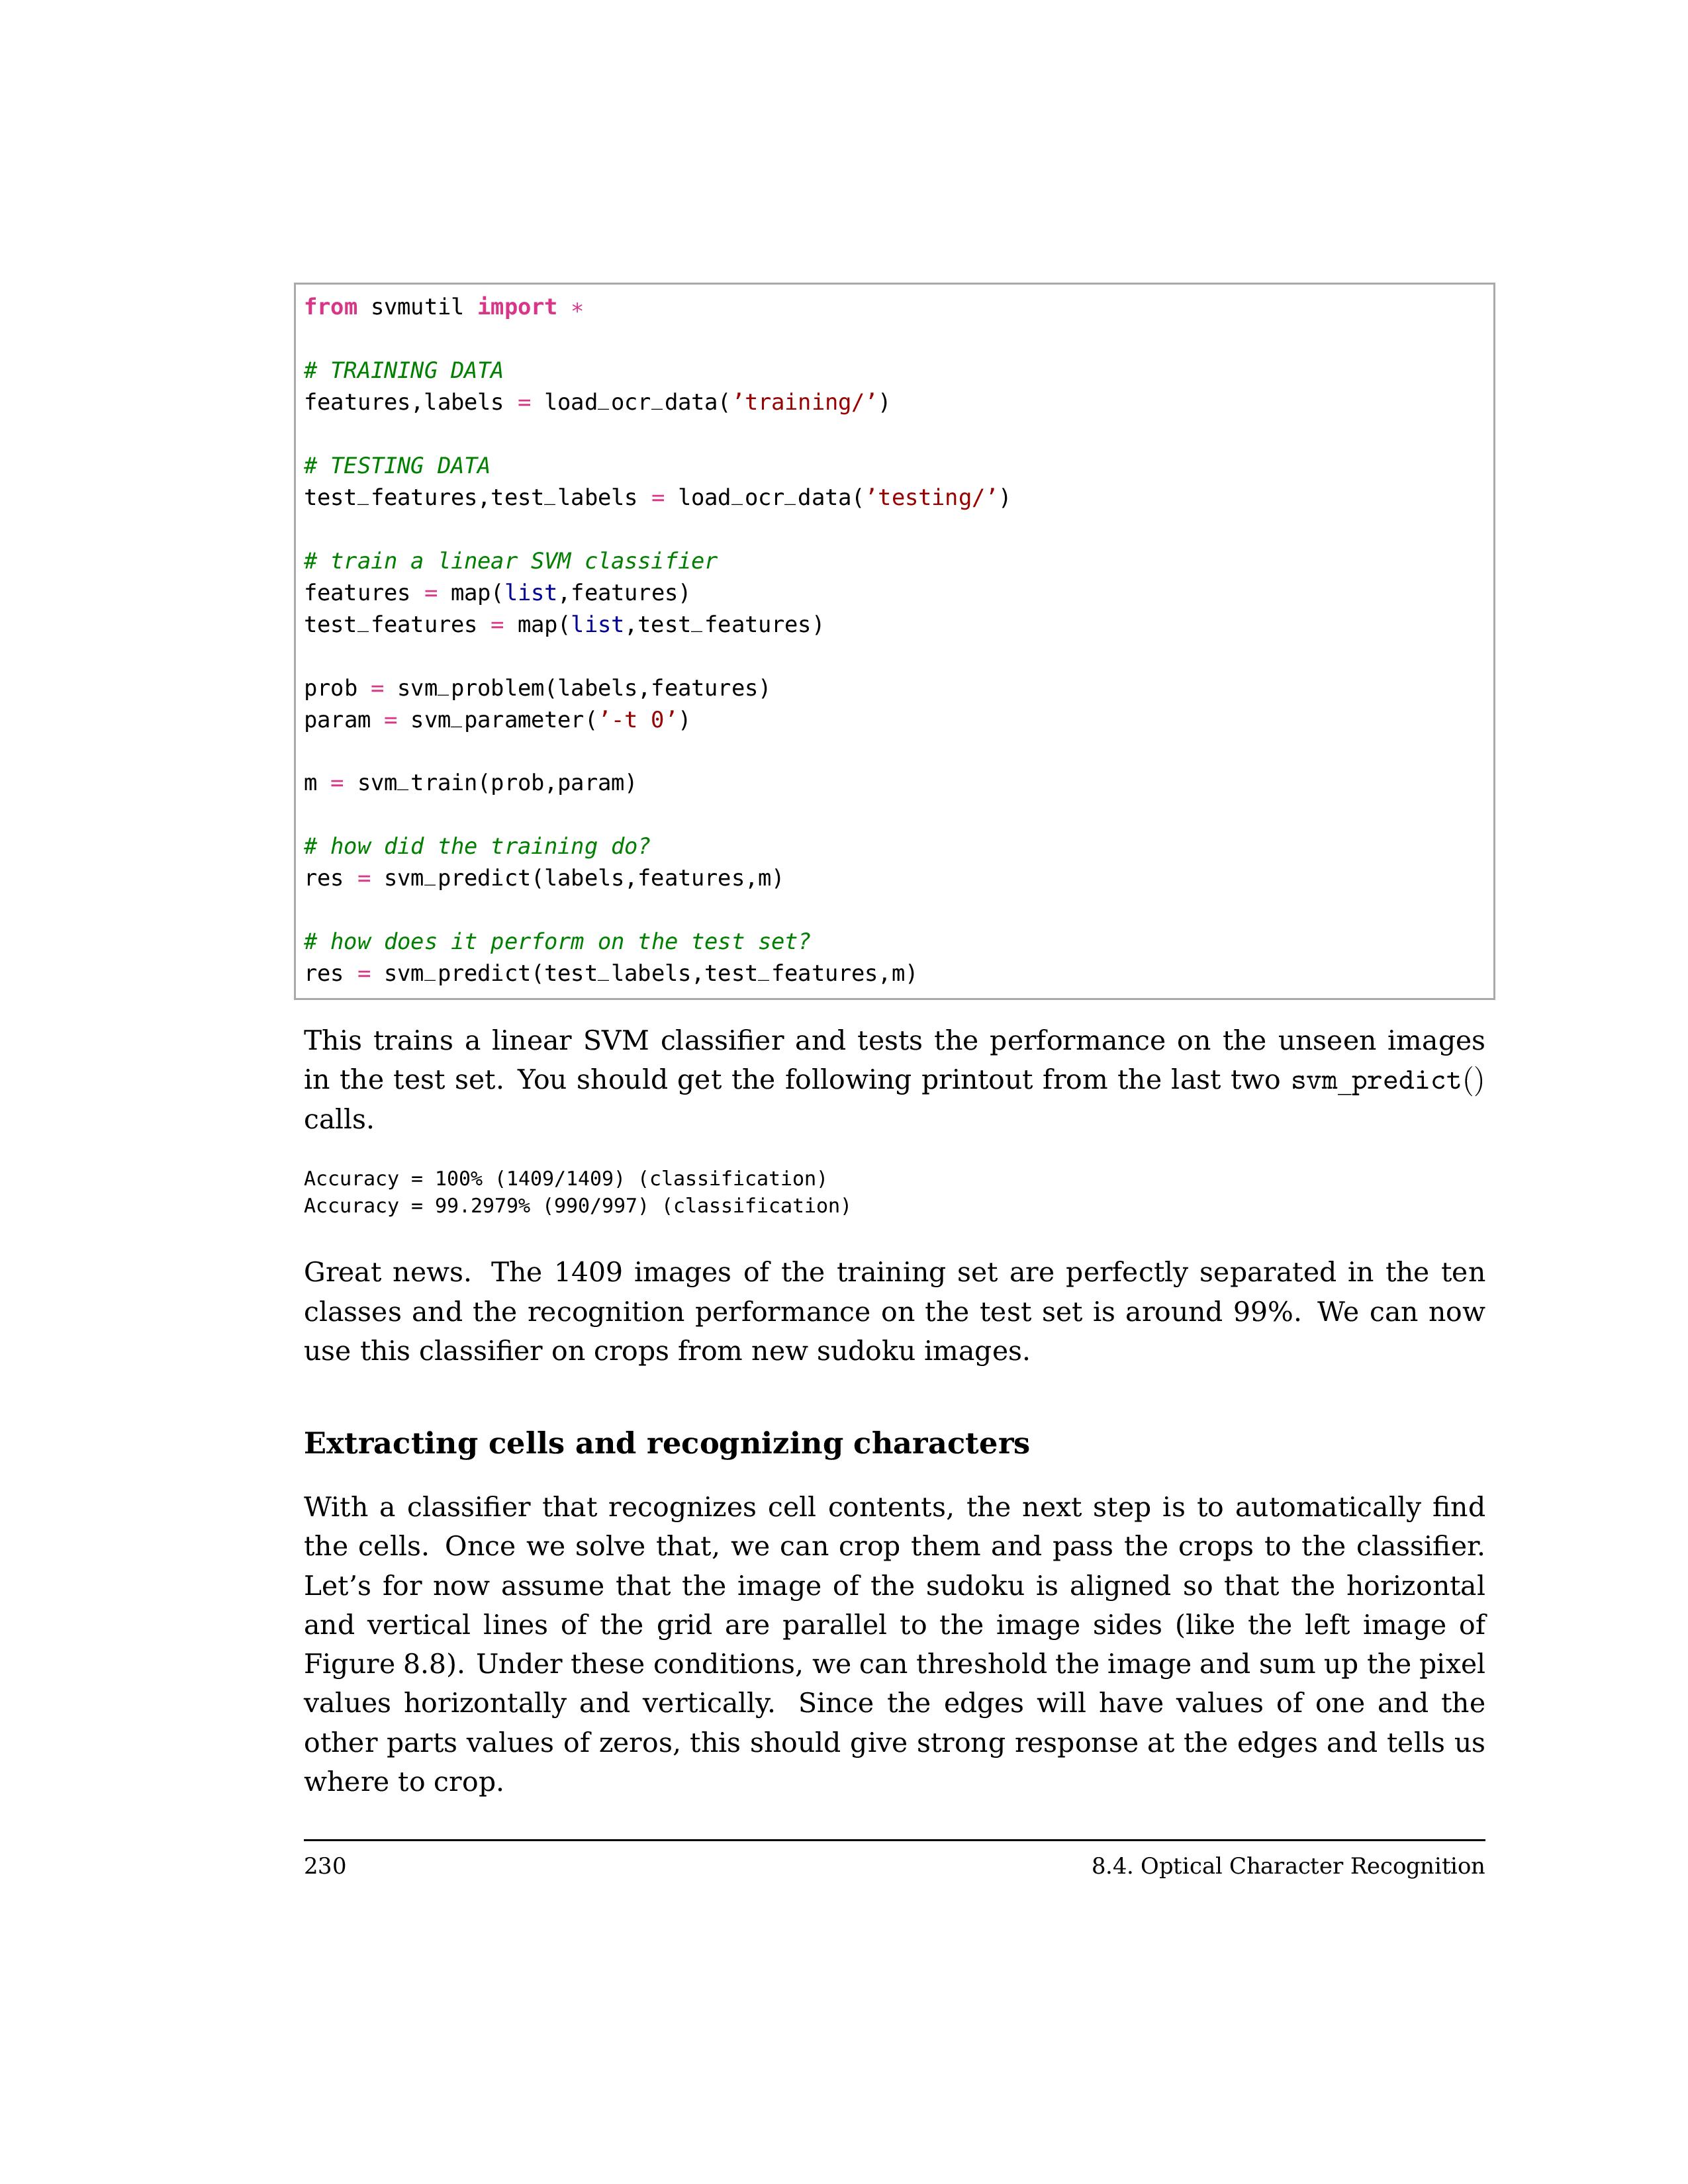 from svmutil import *
# TRAINING DATA
features,labels = load_ocr_data(’training/’)
# TESTING DATA
test_features,test_labels = load_ocr_data(’testing/’)
# train a linear SVM classifier
features = map(list,features)
test_features = map(list,test_features)
prob = svm_problem(labels,features)
param = svm_parameter(’-t 0’)
m = svm_train(prob,param)
# how did the training do?
res = svm_predict(labels,features,m)
# how does it perform on the test set?
res = svm_predict(test_labels,test_features,m)
This trains a linear SVM classifier and tests the performance on the unseen images
in the test set. You should get the following printout from the last two svm_predict()
calls.
Accuracy = 100% (1409/1409) (classification)
Accuracy = 99.2979% (990/997) (classification)
Great news. The 1409 images of the training set are perfectly separated in the ten
classes and the recognition performance on the test set is around 99%. We can now
use this classifier on crops from new sudoku images.
Extracting cells and recognizing characters
With a classifier that recognizes cell contents, the next step is to automatically find
the cells. Once we solve that, we can crop them and pass the crops to the classifier.
Let’s for now assume that the image of the sudoku is aligned so that the horizontal
and vertical lines of the grid are parallel to the image sides (like the left image of
Figure 8.8). Under these conditions, we can threshold the image and sum up the pixel
values horizontally and vertically. Since the edges will have values of one and the
other parts values of zeros, this should give strong response at the edges and tells us
where to crop.
230 8.4. Optical Character Recognition